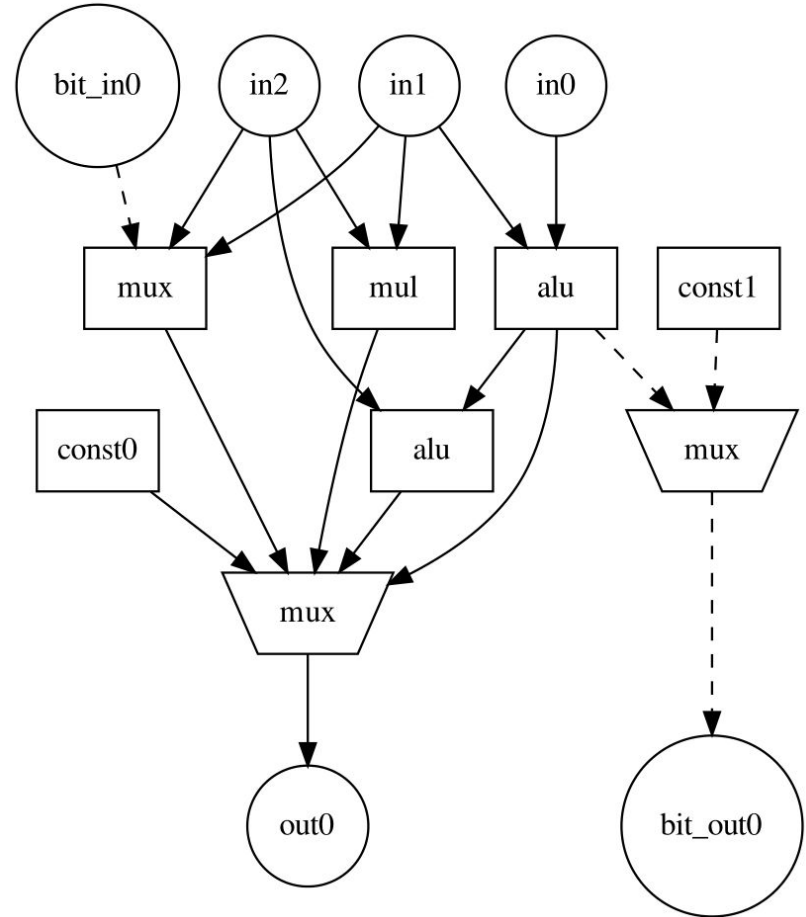 bit_in0
in2
in1
in0
mux
mul
alu
const1
const0
alu
mux
mux
out0
bit_out0